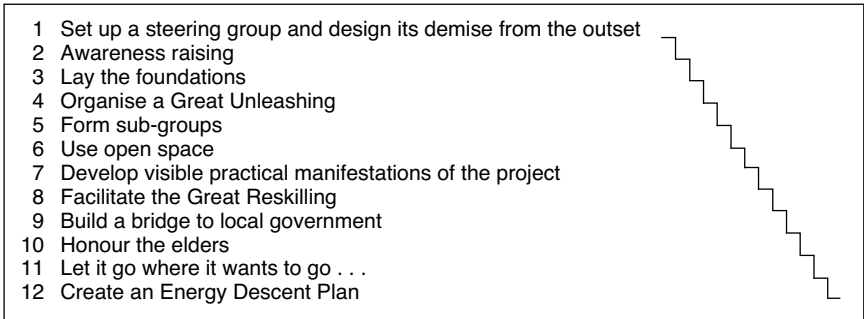 1 Set up a steering group and design its demise from the outset
2 Awareness raising
3 Lay the foundations
4 Organise a Great Unleashing
5 Form sub-groups
6 Use open space
7 Develop visible practical manifestations of the project
8 Facilitate the Great Reskilling
9 Build a bridge to local government
10 Honour the elders
11 Let it go where it wants to go . . .
12 Create an Energy Descent Plan